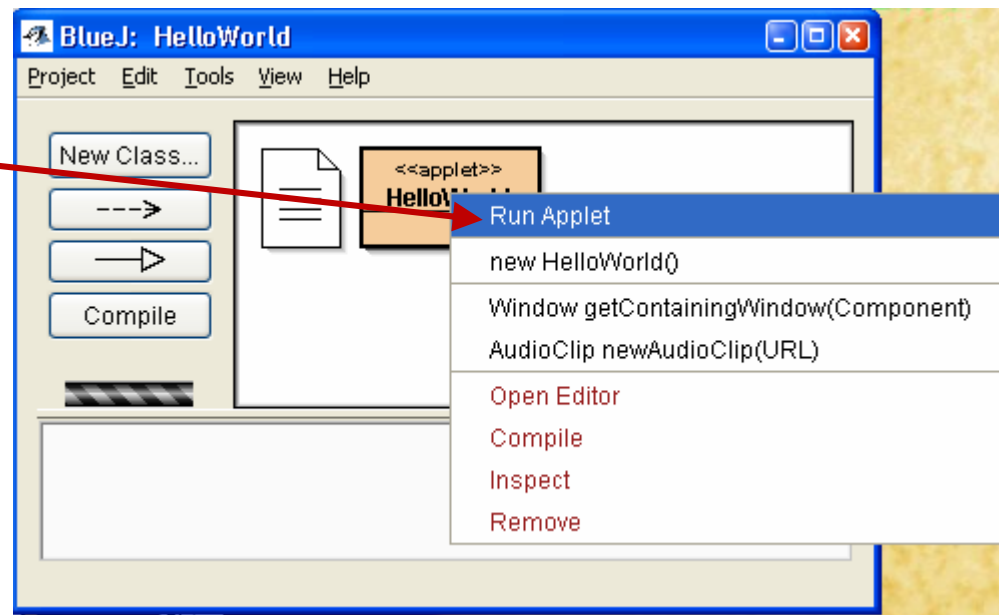 BlueJ: HelloWorld
Project Edit Tools View Help
New Class...
<<applet>>
Compile
Run Applet
new HelloWorld()
Window getContainingWindow(Component)
AudioClip newAudioClip(URL)
Open Editor
Compile
Inspect
Remove